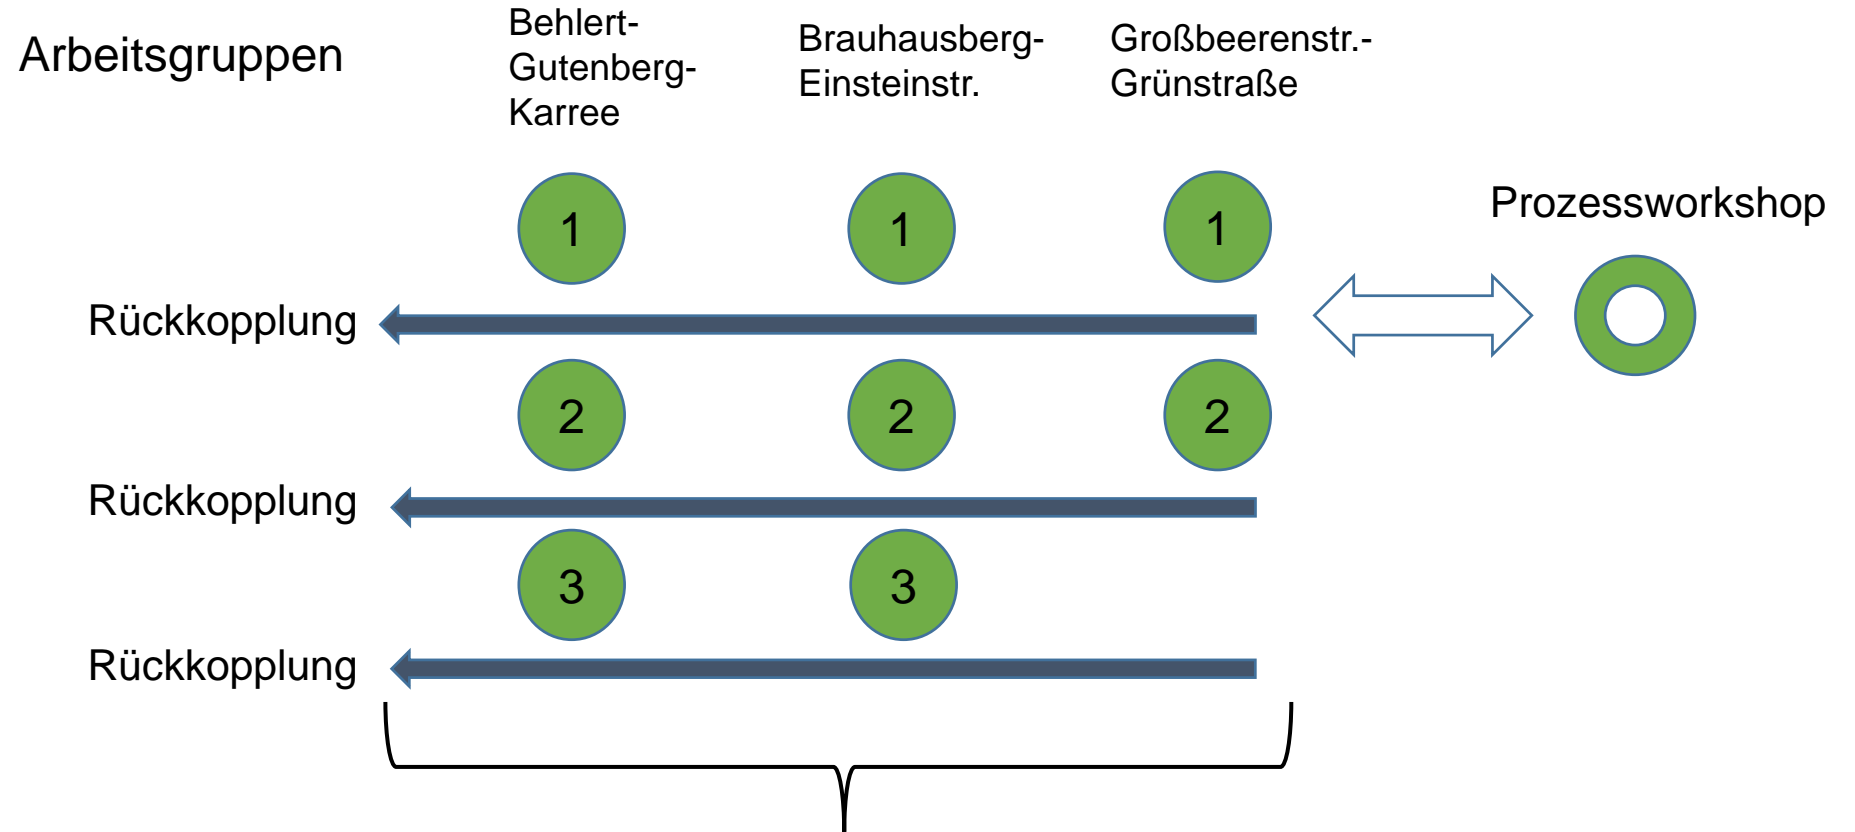 Arbeitsgruppen
Behlert-
Gutenberg-
Karree
Brauhausberg-
Einsteinstr.
Großbeerenstr.-
Grünstraße
1
1
1
Prozessworkshop
Rückkopplung
2
2
2
Rückkopplung
3
3
Rückkopplung